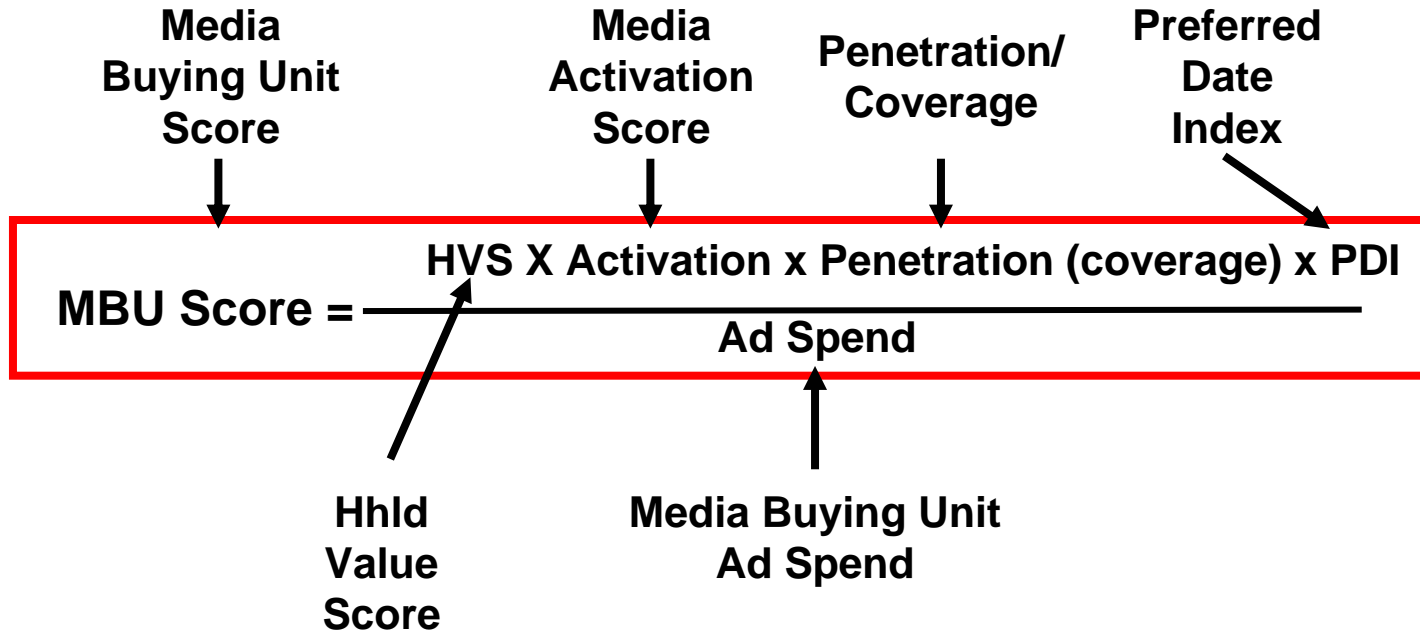 Media
Buying Unit
Score
Media
Activation
Score
Penetration/
Coverage
Preferred
Date
Index
HVS X Activation x Penetration (coverage) x PDI
MBU Score =
Ad Spend
Hhld
Value
Score
Media Buying Unit
Ad Spend